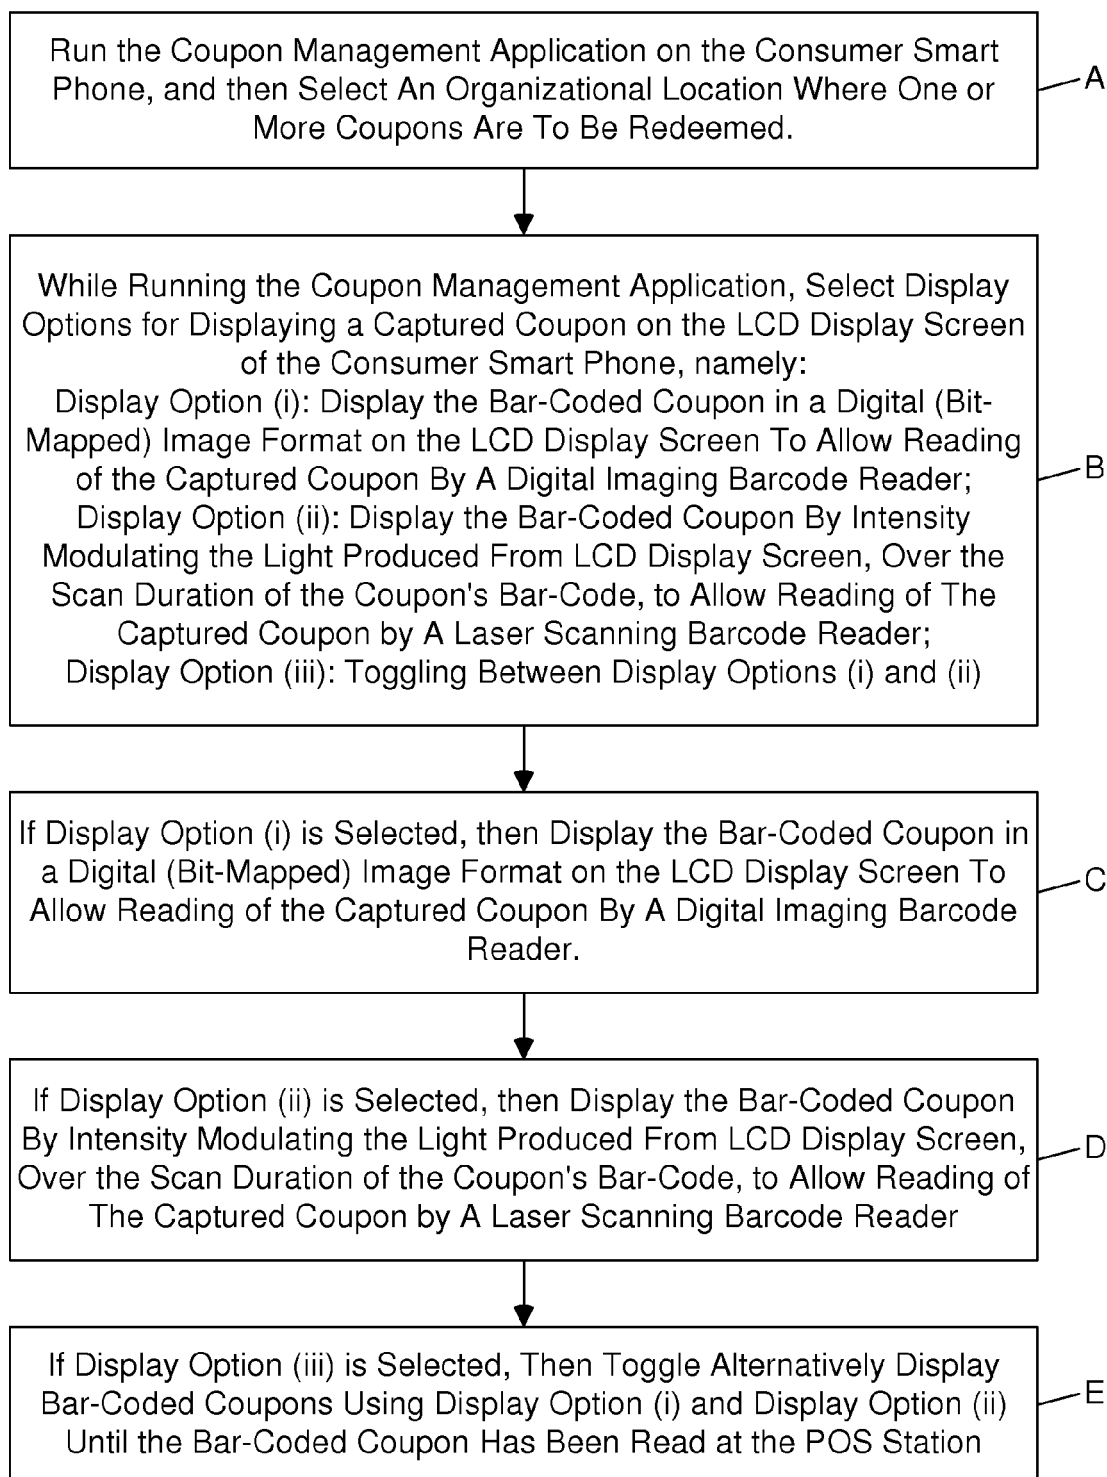 Run the Coupon Management Application on the Consumer Smart
Phone, and then Select An Organizational Location Where One or
More Coupons Are To Be Redeemed.
A
While Running the Coupon Management Application, Select Display
Options for Displaying a Captured Coupon on the LCD Display Screen
of the Consumer Smart Phone, namely:
Display Option (i): Display the Bar-Coded Coupon in a Digital (Bit-
Mapped) Image Format on the LCD Display Screen To Allow Reading
of the Captured Coupon By A Digital Imaging Barcode Reader;
Display Option (ii): Display the Bar-Coded Coupon By Intensity
Modulating the Light Produced From LCD Display Screen, Over the
Scan Duration of the Coupon's Bar-Code, to Allow Reading of The
Captured Coupon by A Laser Scanning Barcode Reader;
Display Option (iii): Toggling Between Display Options (i) and (ii)
B
If Display Option (i) is Selected, then Display the Bar-Coded Coupon in
a Digital (Bit-Mapped) Image Format on the LCD Display Screen To
Allow Reading of the Captured Coupon By A Digital Imaging Barcode
Reader.
C
If Display Option (ii) is Selected, then Display the Bar-Coded Coupon
By Intensity Modulating the Light Produced From LCD Display Screen,
Over the Scan Duration of the Coupon's Bar-Code, to Allow Reading of
The Captured Coupon by A Laser Scanning Barcode Reader
D
If Display Option (iii) is Selected, Then Toggle Alternatively Display
Bar-Coded Coupons Using Display Option (i) and Display Option (ii)
Until the Bar-Coded Coupon Has Been Read at the POS Station
E